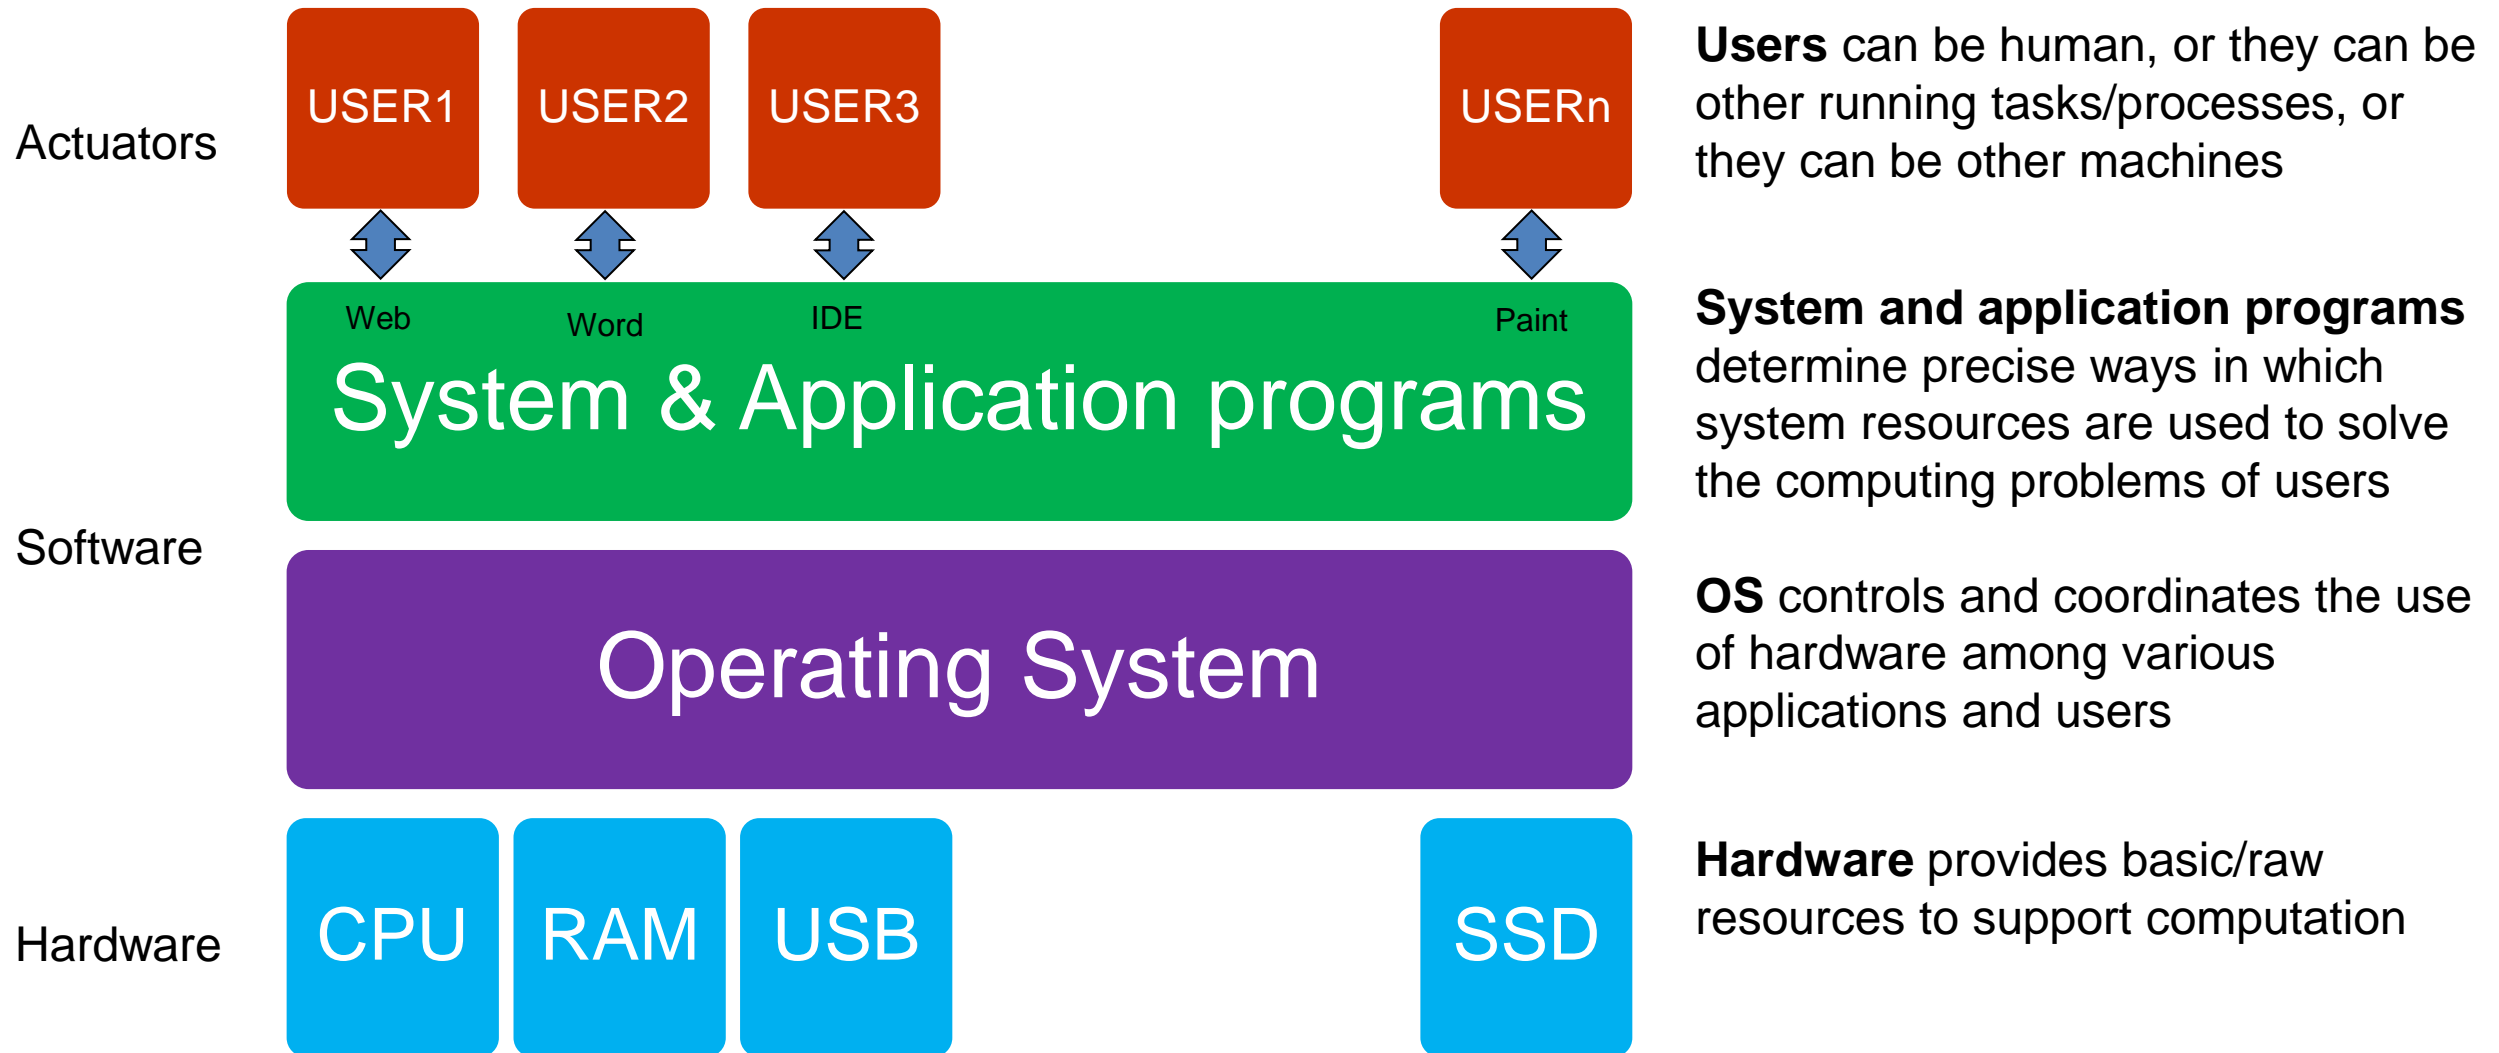 USER1
USER2
USER3
USERn
Actuators
Users can be human, or they can be
other running tasks/processes, or
they can be other machines
Web
Word
IDE
Paint
System & Application programs
System and application programs
determine precise ways in which
system resources are used to solve
the computing problems of users
Software
Operating System
OS controls and coordinates the use
of hardware among various
applications and users
Hardware
CPU
RAM
USB
SSD
Hardware provides basic/raw
resources to support computation